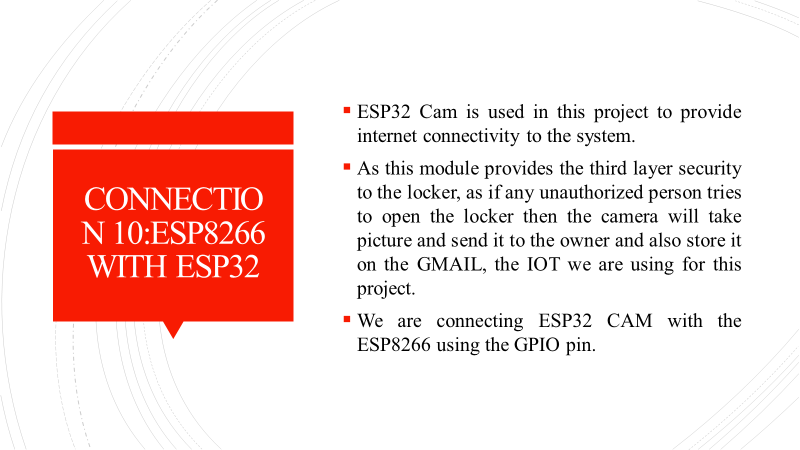 CONNECTIO
N 10:ESP8266
WITH ESP32
ESP32 Cam is used in this project to provide
internet connectivity to the system.
As this module provides the third layer security
to the locker, as if any unauthorized person tries
to open the locker then the camera will take
picture and send it to the owner and also store it
on the GMAIL, the IOT we are using for this
project.
We are connecting ESP32 CAM with the
ESP8266 using the GPIO pin.